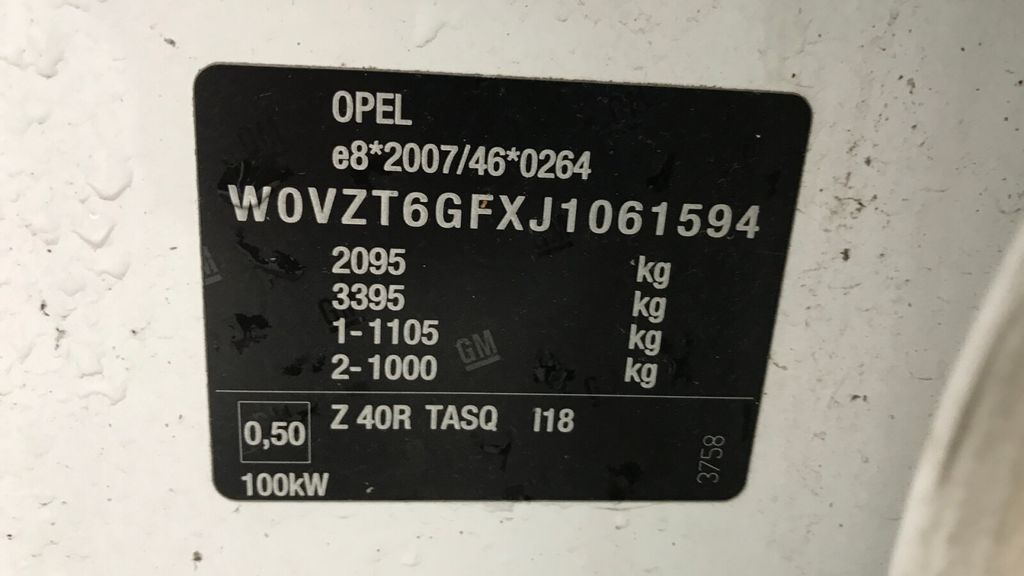 OPEL
e8*2007/46*0264
W0VZT6GFXJ1061594
2095 kg
3395 kg
1-1105 kg
2-1000 kg
0,50 Z 40R TASQ I18
100kW
3758
GM